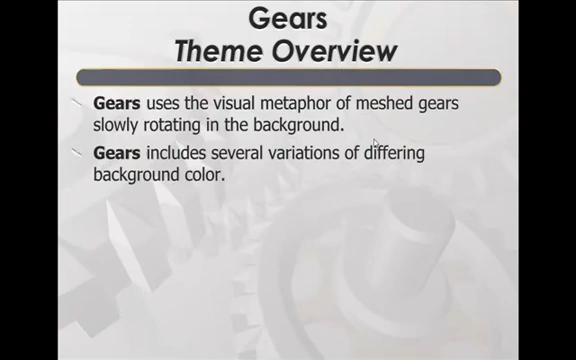 Gears
Theme Overview
Gears uses the visual metaphor of meshed gears
slowly rotating in the background.
Gears includes several variations of differing
background color.